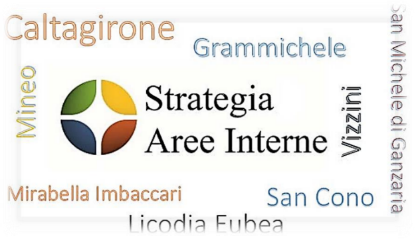 Caltagirone
Grammichele
San Michele di Ganzaria
Mineo
Strategia
Aree Interne
Vizzini
Mirabella Imbaccari
San Cono
Licodia Eubea